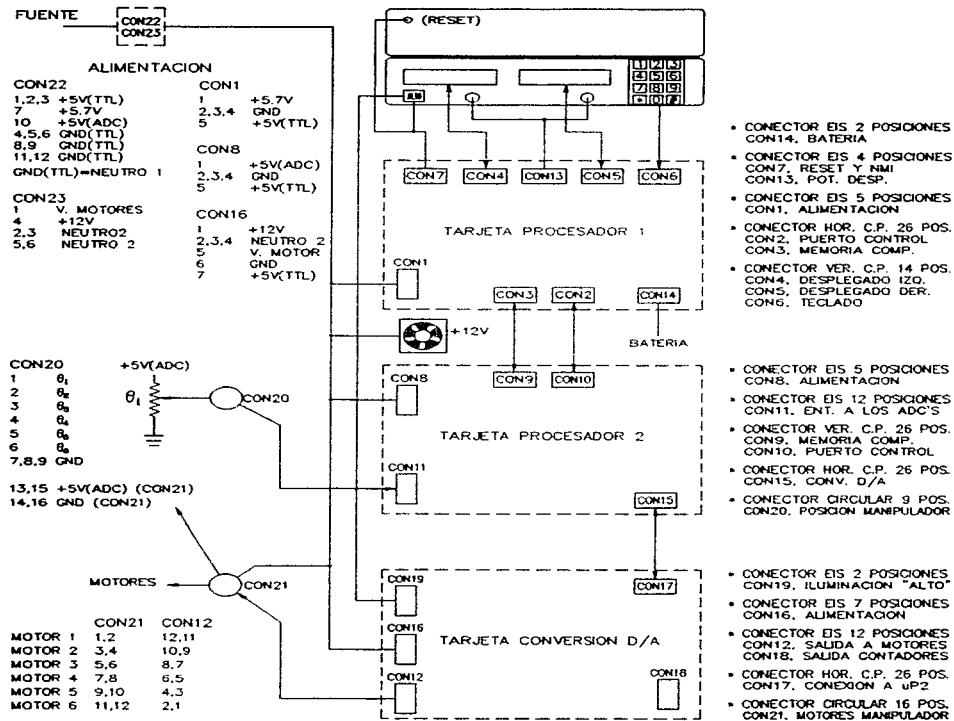 FUENTE
CON22
CON23
(RESET)
1 2 3
4 5 6
7 8 9
* 0 #
ALTO
ALIMENTACION
CON22
1,2,3 +5V(TTL)
7 +5.7V
10 +5V(ADC)
4,5,6 GND(TTL)
8,9 GND(TTL)
11,12 GND(TTL)
GND(TTL)=NEUTRO 1
CON23
1 V. MOTORES
4 +12V
2,3 NEUTRO2
5,6 NEUTRO 2
CON1
1 +5.7V
2,3,4 GND
5 +5V(TTL)
CON8
1 +5V(ADC)
2,3,4 GND
5 +5V(TTL)
CON16
1 +12V
2,3,4 NEUTRO 2
5 V. MOTOR
6 GND
7 +5V(TTL)
CON7 CON4 CON13 CON5 CON6
TARJETA PROCESADOR 1
CON1
CON3 CON2 CON14
BATERIA
+12V
• CONECTOR EIS 2 POSICIONES
CON14, BATERIA
• CONECTOR EIS 4 POSICIONES
CON7, RESET Y NMI
CON13, POT. DESP.
• CONECTOR EIS 5 POSICIONES
CON1, ALIMENTACION
• CONECTOR HOR. C.P. 26 POS.
CON2, PUERTO CONTROL
CON3, MEMORIA COMP.
• CONECTOR VER. C.P. 14 POS.
CON4, DESPLEGADO IZQ.
CON5, DESPLEGADO DER.
CON6, TECLADO
CON20
1 θ₁
2 θ₂
3 θ₃
4 θ₄
5 θ₅
6 θ₆
7,8,9 GND
+5V(ADC)
θi
CON20
13,15 +5V(ADC) (CON21)
14,16 GND (CON21)
CON8
CON9 CON10
TARJETA PROCESADOR 2
CON11
CON15
• CONECTOR EIS 5 POSICIONES
CON8, ALIMENTACION
• CONECTOR EIS 12 POSICIONES
CON11, ENT. A LOS ADC'S
• CONECTOR VER. C.P. 26 POS.
CON9, MEMORIA COMP.
CON10, PUERTO CONTROL
• CONECTOR HOR. C.P. 26 POS.
CON15, CONV. D/A
• CONECTOR CIRCULAR 9 POS.
CON20, POSICION MANIPULADOR
MOTORES
CON21
CON21 CON12
MOTOR 1 1,2 12,11
MOTOR 2 3,4 10,9
MOTOR 3 5,6 8,7
MOTOR 4 7,8 6,5
MOTOR 5 9,10 4,3
MOTOR 6 11,12 2,1
CON19
CON17
CON16
TARJETA CONVERSION D/A
CON12
CON18
• CONECTOR EIS 2 POSICIONES
CON19, ILUMINACION "ALTO"
• CONECTOR EIS 7 POSICIONES
CON16, ALIMENTACION
• CONECTOR EIS 12 POSICIONES
CON12, SALIDA A MOTORES
CON18, SALIDA CONTADORES
• CONECTOR HOR. C.P. 26 POS.
CON17, CONEXION A uP2
• CONECTOR CIRCULAR 16 POS.
CON21, MOTORES MANIPULADOR